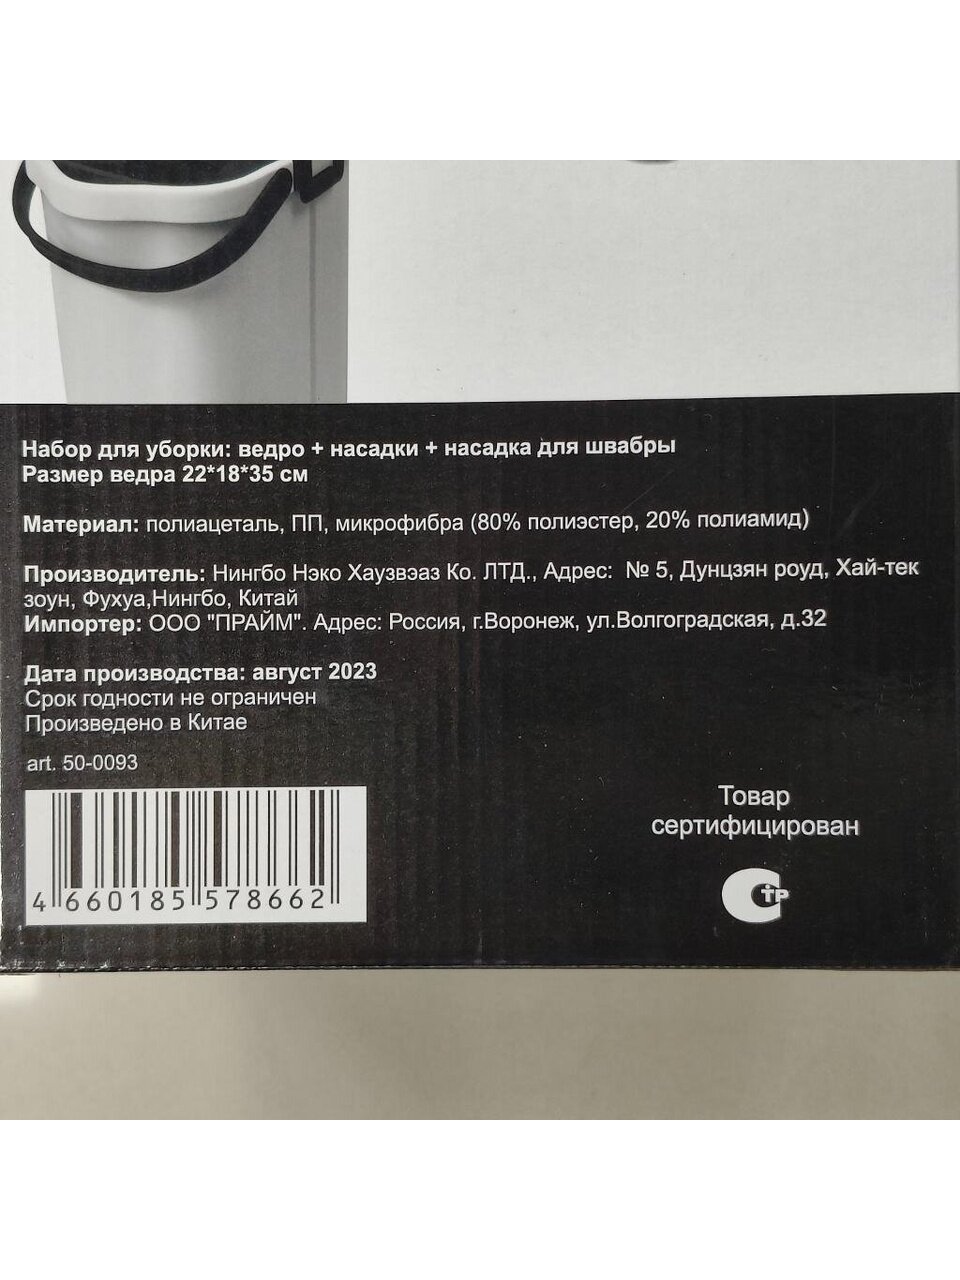 Набор для уборки: ведро + насадки + насадка для швабры
Размер ведра 22*18*35 см
Материал: полиацеталь, ПП, микрофибра (80% полиэстер, 20% полиамид)
Производитель: Нингбо Нэко Хаузвэаз Ко. ЛТД., Адрес: № 5, Дунцзян роуд, Хай-тек
зоун, Фухуа,Нингбо, Китай
Импортер: ООО "ПРАЙМ". Адрес: Россия, г.Воронеж, ул.Волгоградская, д.32
Дата производства: август 2023
Срок годности не ограничен
Произведено в Китае
art. 50-0093
4 660185 578662
Товар
сертифицирован
СТР